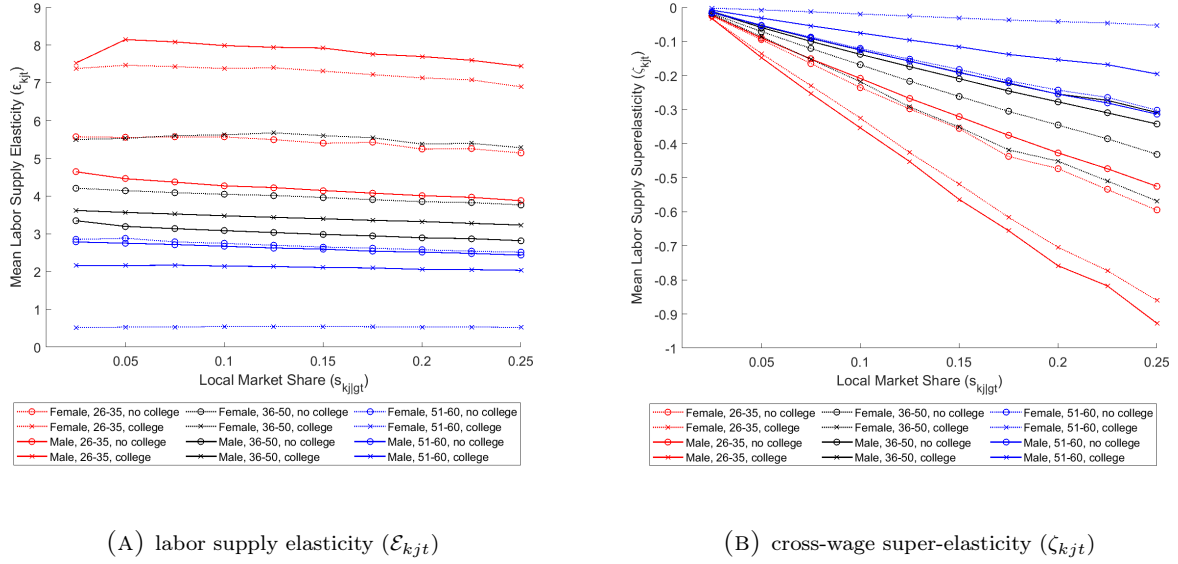 9
8
7
6
5
4
3
2
1
0
Mean Labor Supply Elasticity (ε_kjt)
0.05 0.1 0.15 0.2 0.25
Local Market Share (s_kj|gt)
Female, 26-35, no college Female, 36-50, no college Female, 51-60, no college
Female, 26-35, college Female, 36-50, college Female, 51-60, college
Male, 26-35, no college Male, 36-50, no college Male, 51-60, no college
Male, 26-35, college Male, 36-50, college Male, 51-60, college
(A) labor supply elasticity (ℰ_kjt)
0
-0.1
-0.2
-0.3
-0.4
-0.5
-0.6
-0.7
-0.8
-0.9
-1
Mean Labor Supply Superelasticity (ζ_kjt)
0.05 0.1 0.15 0.2 0.25
Local Market Share (s_kj|gt)
Female, 26-35, no college Female, 36-50, no college Female, 51-60, no college
Female, 26-35, college Female, 36-50, college Female, 51-60, college
Male, 26-35, no college Male, 36-50, no college Male, 51-60, no college
Male, 26-35, college Male, 36-50, college Male, 51-60, college
(B) cross-wage super-elasticity (ζ_kjt)